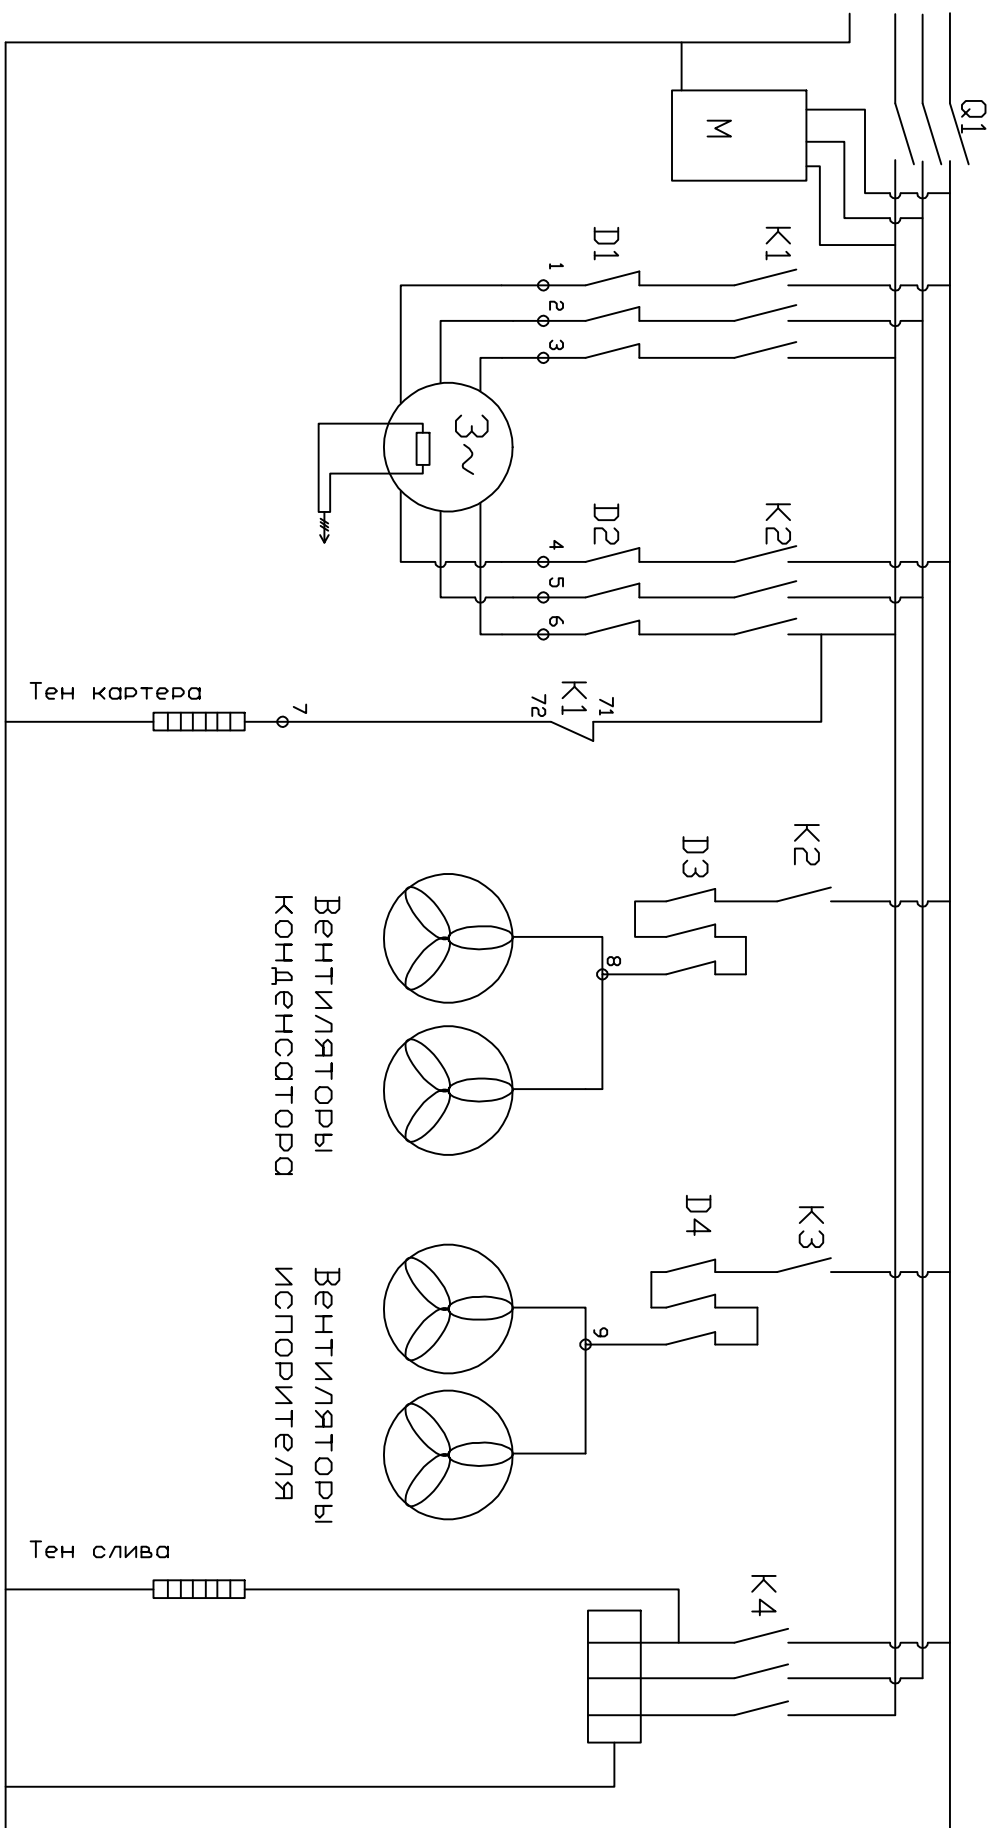 Q1
M
K1
D1
1
2
3
3~
K2
D2
4
5
6
K1
71
72
7
Тен картера
K2
D3
8
Вентиляторы
конденсатора
K3
D4
9
Вентиляторы
испорителя
K4
Тен слива